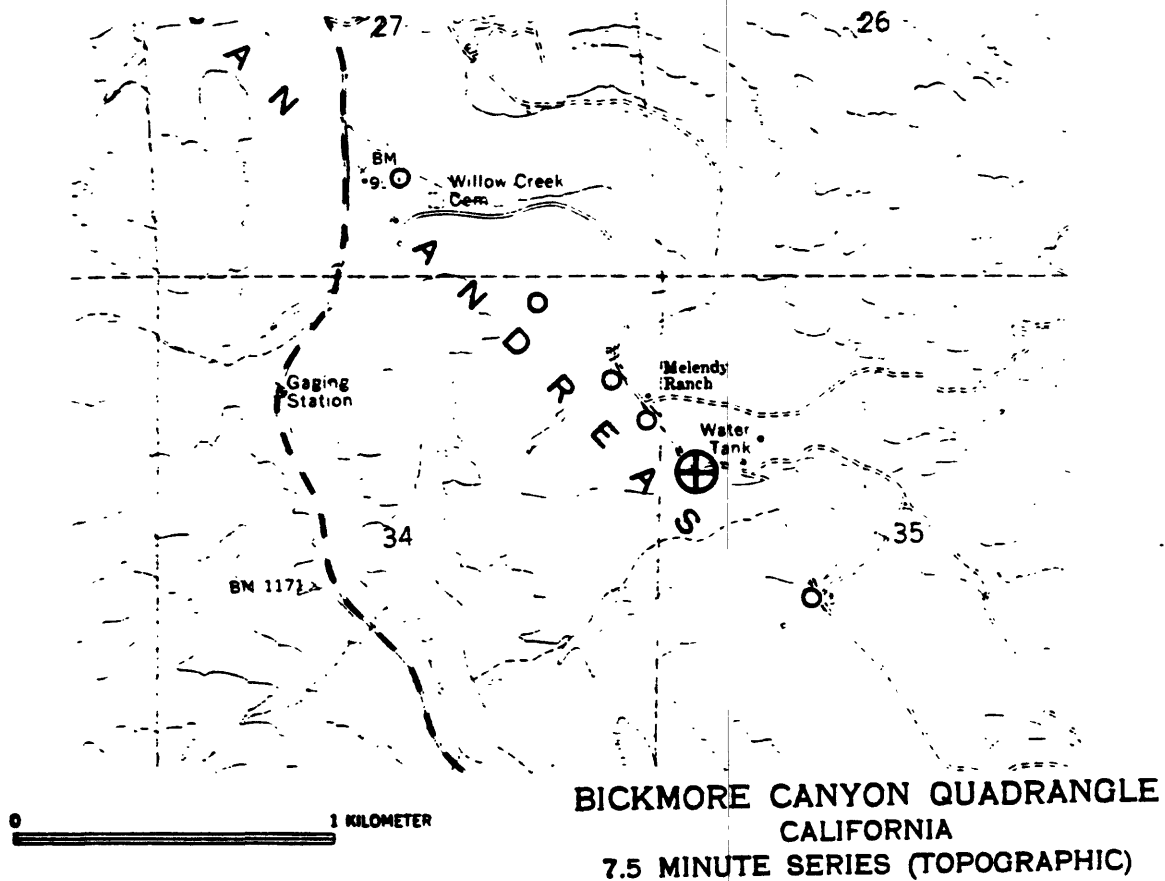 27
26
A
N
BM
9
Willow Creek
Cem
A
N
D
R
E
A
S
Melendy
Ranch
Gaging
Station
Water
Tank
34
35
BM 1171
0
1 KILOMETER
BICKMORE CANYON QUADRANGLE
CALIFORNIA
7.5 MINUTE SERIES (TOPOGRAPHIC)